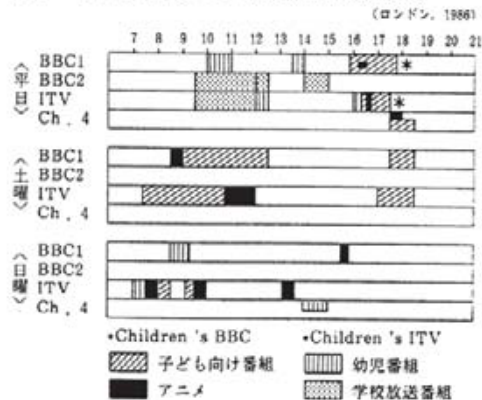 (ロンドン, 1986)
7 8 9 10 11 12 13 14 15 16 17 18 19 20 21
〈平日〉
BBC1 *
BBC2
ITV *
Ch. 4
〈土曜〉
BBC1
BBC2
ITV
Ch. 4
〈日曜〉
BBC1
BBC2
ITV
Ch. 4
*Children's BBC *Children's ITV
子ども向け番組 幼児番組
アニメ 学校放送番組